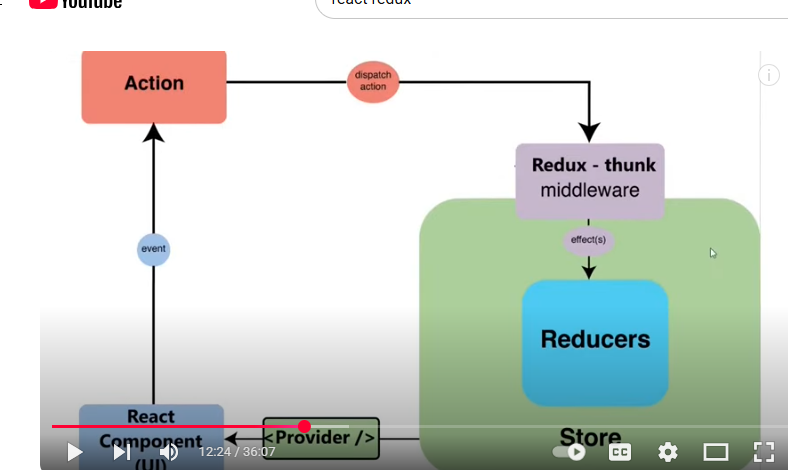 YouTube
react redux
Action
dispatch
action
Redux - thunk
middleware
effect(s)
event
Reducers
React
Component
(UI)
<Provider />
Store
12:24 / 36:07
CC
i